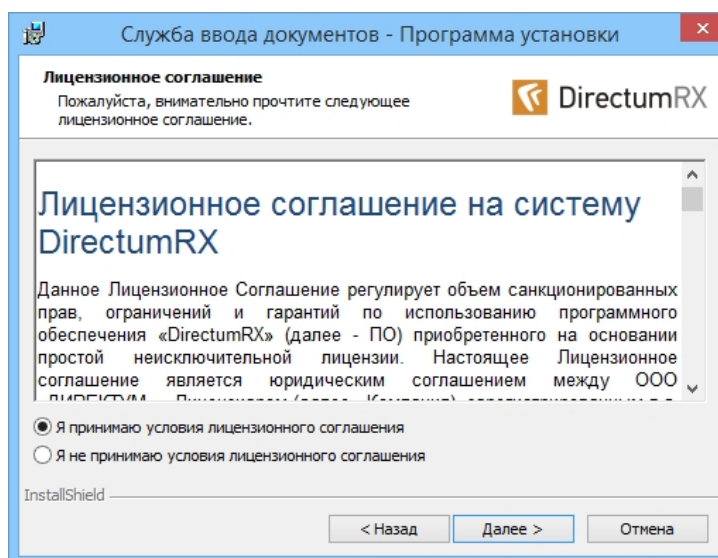 Служба ввода документов - Программа установки
Лицензионное соглашение
Пожалуйста, внимательно прочтите следующее
лицензионное соглашение.
DirectumRX
Лицензионное соглашение на систему
DirectumRX
Данное Лицензионное Соглашение регулирует объем санкционированных
прав, ограничений и гарантий по использованию программного
обеспечения «DirectumRX» (далее - ПО) приобретенного на основании
простой неисключительной лицензии. Настоящее Лицензионное
соглашение является юридическим соглашением между ООО
Я принимаю условия лицензионного соглашения
Я не принимаю условия лицензионного соглашения
InstallShield
< Назад
Далее >
Отмена